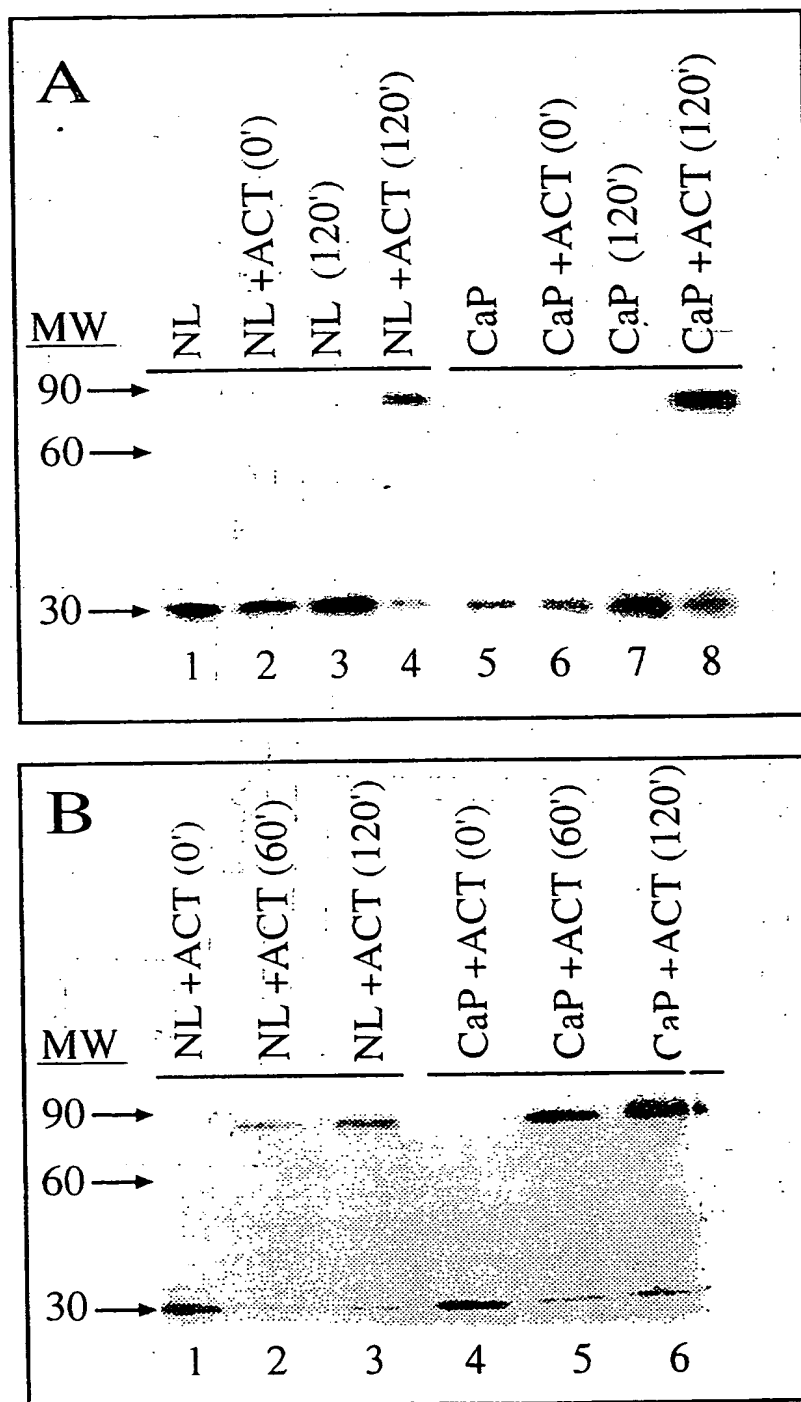 A
NL
NL +ACT (0')
NL (120')
NL +ACT (120')
CaP
CaP +ACT (0')
CaP (120')
CaP +ACT (120')
MW
90
60
30
1 2 3 4 5 6 7 8
B
NL +ACT (0')
NL +ACT (60')
NL +ACT (120')
CaP +ACT (0')
CaP +ACT (60')
CaP +ACT (120')
MW
90
60
30
1 2 3 4 5 6